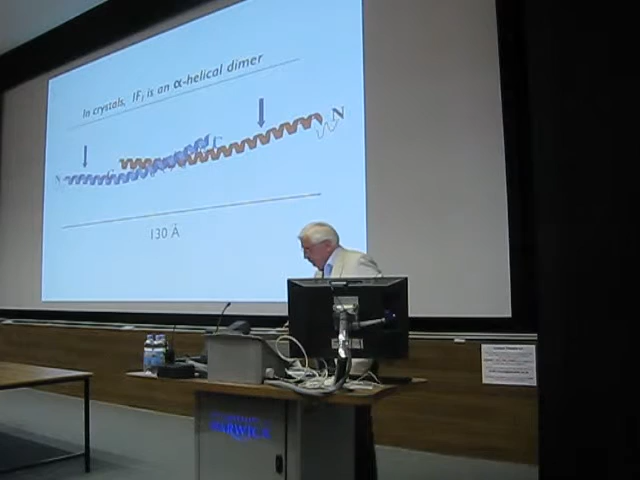 In crystals, IF₁ is an α-helical dimer
N
N
130 Å
WARWICK